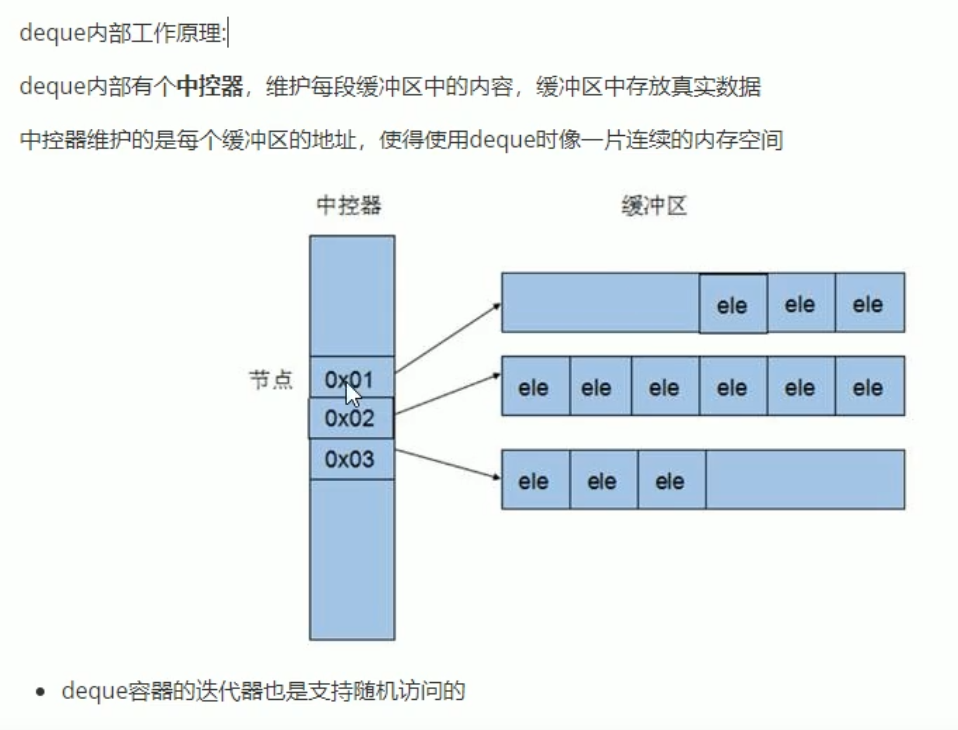 deque内部工作原理:
deque内部有个中控器，维护每段缓冲区中的内容，缓冲区中存放真实数据
中控器维护的是每个缓冲区的地址，使得使用deque时像一片连续的内存空间
中控器 缓冲区
ele ele ele
节点 0x01
ele ele ele ele ele ele
0x02
0x03
ele ele ele
deque容器的迭代器也是支持随机访问的